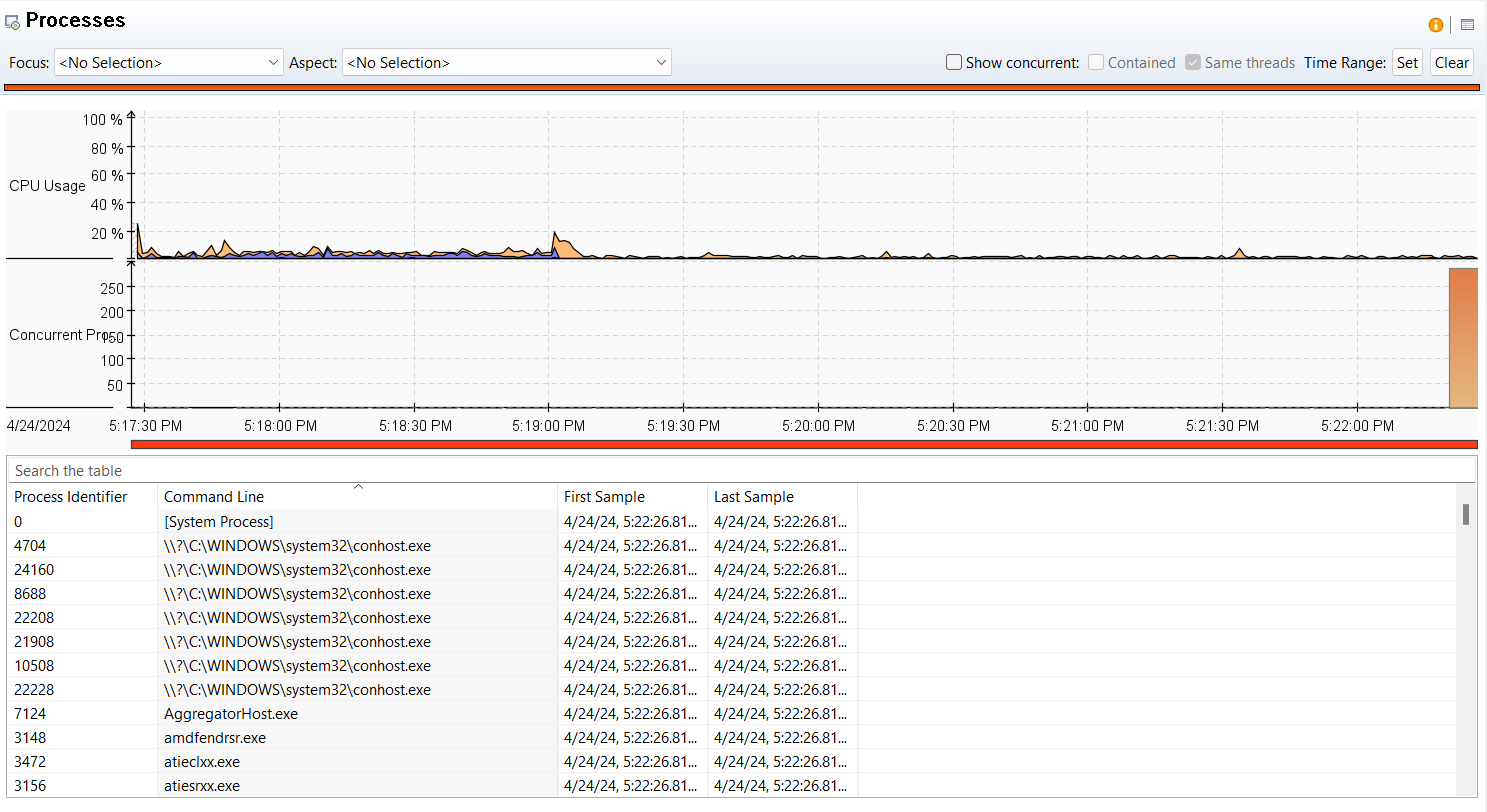 Processes
Focus: <No Selection> Aspect: <No Selection> Show concurrent: Contained Same threads Time Range: Set Clear
100 %
80 %
CPU Usage
60 %
40 %
20 %
250
200
Concurrent Pro
150
100
50
4/24/2024 5:17:30 PM 5:18:00 PM 5:18:30 PM 5:19:00 PM 5:19:30 PM 5:20:00 PM 5:20:30 PM 5:21:00 PM 5:21:30 PM 5:22:00 PM
Search the table
Process Identifier Command Line First Sample Last Sample
0 [System Process] 4/24/24, 5:22:26.81... 4/24/24, 5:22:26.81...
4704 \\?\C:\WINDOWS\system32\conhost.exe 4/24/24, 5:22:26.81... 4/24/24, 5:22:26.81...
24160 \\?\C:\WINDOWS\system32\conhost.exe 4/24/24, 5:22:26.81... 4/24/24, 5:22:26.81...
8688 \\?\C:\WINDOWS\system32\conhost.exe 4/24/24, 5:22:26.81... 4/24/24, 5:22:26.81...
22208 \\?\C:\WINDOWS\system32\conhost.exe 4/24/24, 5:22:26.81... 4/24/24, 5:22:26.81...
21908 \\?\C:\WINDOWS\system32\conhost.exe 4/24/24, 5:22:26.81... 4/24/24, 5:22:26.81...
10508 \\?\C:\WINDOWS\system32\conhost.exe 4/24/24, 5:22:26.81... 4/24/24, 5:22:26.81...
22228 \\?\C:\WINDOWS\system32\conhost.exe 4/24/24, 5:22:26.81... 4/24/24, 5:22:26.81...
7124 AggregatorHost.exe 4/24/24, 5:22:26.81... 4/24/24, 5:22:26.81...
3148 amdfendrsr.exe 4/24/24, 5:22:26.81... 4/24/24, 5:22:26.81...
3472 atieclxx.exe 4/24/24, 5:22:26.81... 4/24/24, 5:22:26.81...
3156 atiesrxx.exe 4/24/24, 5:22:26.81... 4/24/24, 5:22:26.81...